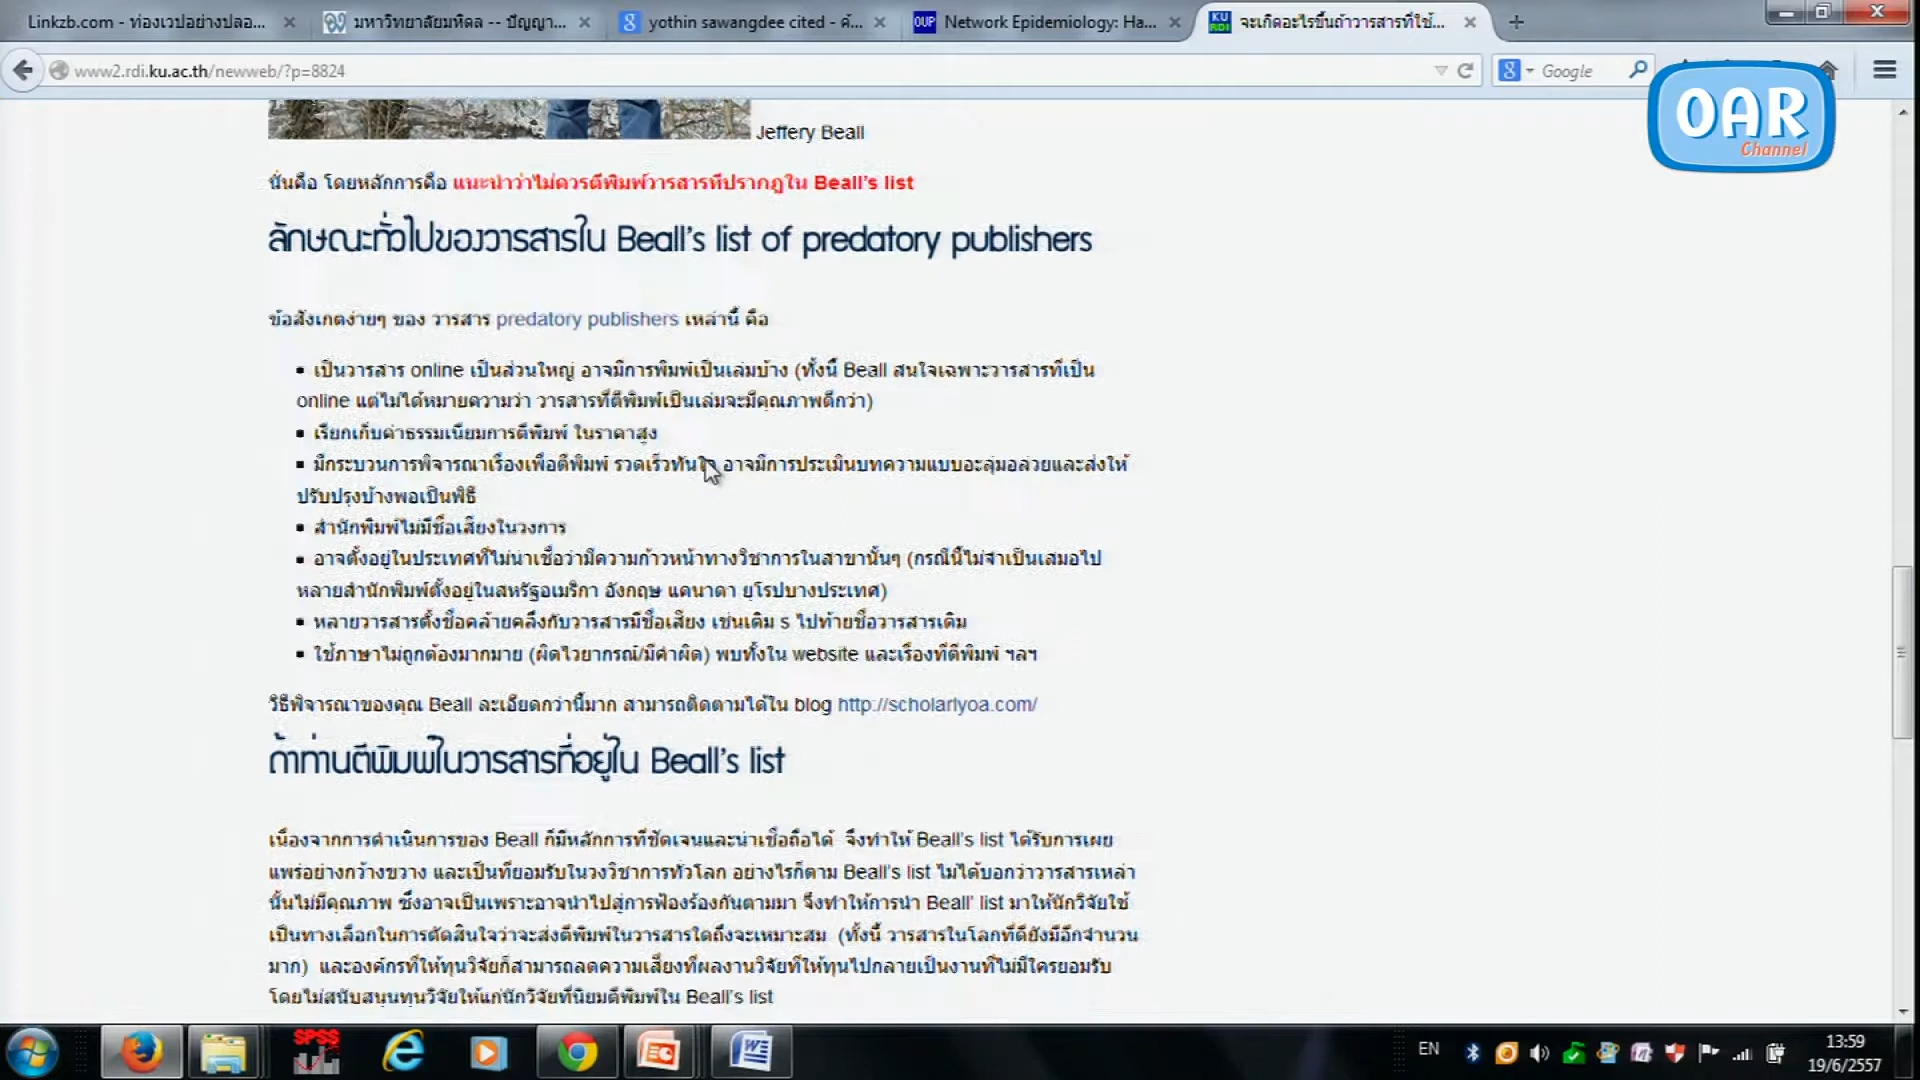 Linkzb.com - ท่องเวปอย่างปลอ...
มหาวิทยาลัยมหิดล -- ปัญญา...
yothin sawangdee cited - ค้...
OUP Network Epidemiology: Ha...
KU RDI จะเกิดอะไรขึ้นถ้าวารสารที่ใช้...
www2.rdi.ku.ac.th/newweb/?p=8824
Google
OAR
Channel
Jeffery Beall
นั่นคือ โดยหลักการคือ แนะนำว่าไม่ควรตีพิมพ์วารสารที่ปรากฏใน Beall's list
ลักษณะทั่วไปของวารสารใน Beall's list of predatory publishers
ข้อสังเกตง่ายๆ ของ วารสาร predatory publishers เหล่านี้ คือ
เป็นวารสาร online เป็นส่วนใหญ่ อาจมีการพิมพ์เป็นเล่มบ้าง (ทั้งนี้ Beall สนใจเฉพาะวารสารที่เป็น
online แต่ไม่ได้หมายความว่า วารสารที่ตีพิมพ์เป็นเล่มจะมีคุณภาพดีกว่า)
เรียกเก็บค่าธรรมเนียมการตีพิมพ์ ในราคาสูง
มีกระบวนการพิจารณาเรื่องเพื่อตีพิมพ์ รวดเร็วทันใจ อาจมีการประเมินบทความแบบอะลุ่มอล่วยและส่งให้
ปรับปรุงบ้างพอเป็นพิธี
สำนักพิมพ์ไม่มีชื่อเสียงในวงการ
อาจตั้งอยู่ในประเทศที่ไม่น่าเชื่อว่ามีความก้าวหน้าทางวิชาการในสาขานั้นๆ (กรณีนี้ไม่จำเป็นเสมอไป
หลายสำนักพิมพ์ตั้งอยู่ในสหรัฐอเมริกา อังกฤษ แคนาดา ยุโรปบางประเทศ)
หลายวารสารตั้งชื่อคล้ายคลึงกับวารสารมีชื่อเสียง เช่นเติม s ไปท้ายชื่อวารสารเดิม
ใช้ภาษาไม่ถูกต้องมากมาย (ผิดไวยากรณ์/มีคำผิด) พบทั้งใน website และเรื่องที่ตีพิมพ์ ฯลฯ
วิธีพิจารณาของคุณ Beall ละเอียดกว่านี้มาก สามารถติดตามได้ใน blog http://scholarlyoa.com/
ถ้าท่านตีพิมพ์ในวารสารที่อยู่ใน Beall's list
เนื่องจากการดำเนินการของ Beall ก็มีหลักการที่ชัดเจนและน่าเชื่อถือได้ จึงทำให้ Beall's list ได้รับการเผย
แพร่อย่างกว้างขวาง และเป็นที่ยอมรับในวงวิชาการทั่วโลก อย่างไรก็ตาม Beall's list ไม่ได้บอกว่าวารสารเหล่า
นั้นไม่มีคุณภาพ ซึ่งอาจเป็นเพราะอาจนำไปสู่การฟ้องร้องกันตามมา จึงทำให้การนำ Beall' list มาให้นักวิจัยใช้
เป็นทางเลือกในการตัดสินใจว่าจะส่งตีพิมพ์ในวารสารใดถึงจะเหมาะสม (ทั้งนี้ วารสารในโลกที่ดียังมีอีกจำนวน
มาก) และองค์กรที่ให้ทุนวิจัยก็สามารถลดความเสี่ยงที่ผลงานวิจัยที่ให้ทุนไปกลายเป็นงานที่ไม่มีใครยอมรับ
โดยไม่สนับสนุนทุนวิจัยให้แก่นักวิจัยที่นิยมตีพิมพ์ใน Beall's list
SPSS
EN
13:59
19/6/2557